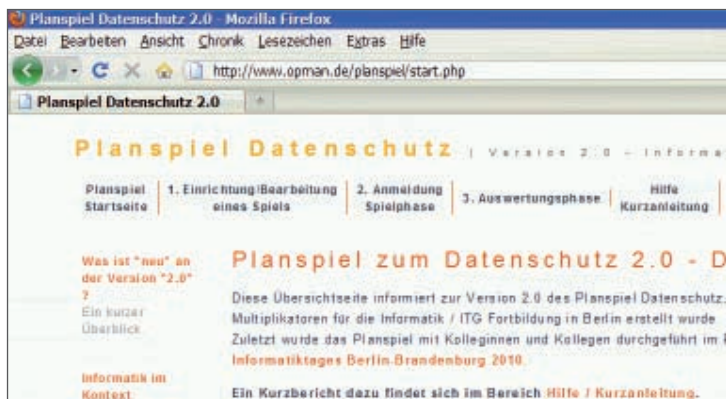 Planspiel Datenschutz 2.0 - Mozilla Firefox
Datei Bearbeiten Ansicht Chronik Lesezeichen Extras Hilfe
http://www.opman.de/planspiel/start.php
Planspiel Datenschutz 2.0
Planspiel Datenschutz | Version 2.0 - Informa
Planspiel Startseite
1. Einrichtung/Bearbeitung eines Spiels
2. Anmeldung Spielphase
3. Auswertungsphase
Hilfe Kurzanleitung
Was ist "neu" an
der Version "2.0"
?
Ein kurzer
Überblick
Informatik im
Kontext
Planspiel zum Datenschutz 2.0 - D
Diese Übersichtseite informiert zur Version 2.0 des Planspiel Datenschutz.
Multiplikatoren für die Informatik / ITG Fortbildung in Berlin erstellt wurde
Zuletzt wurde das Planspiel mit Kolleginnen und Kollegen durchgeführt im
Informatiktages Berlin-Brandenburg 2010.
Ein Kurzbericht dazu findet sich im Bereich Hilfe / Kurzanleitung.